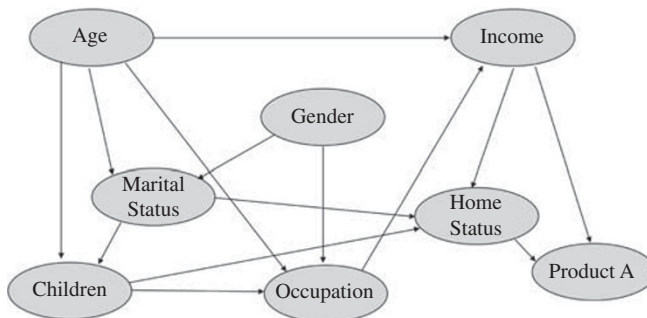 Age
Income
Gender
Marital
Status
Home
Status
Product A
Children
Occupation